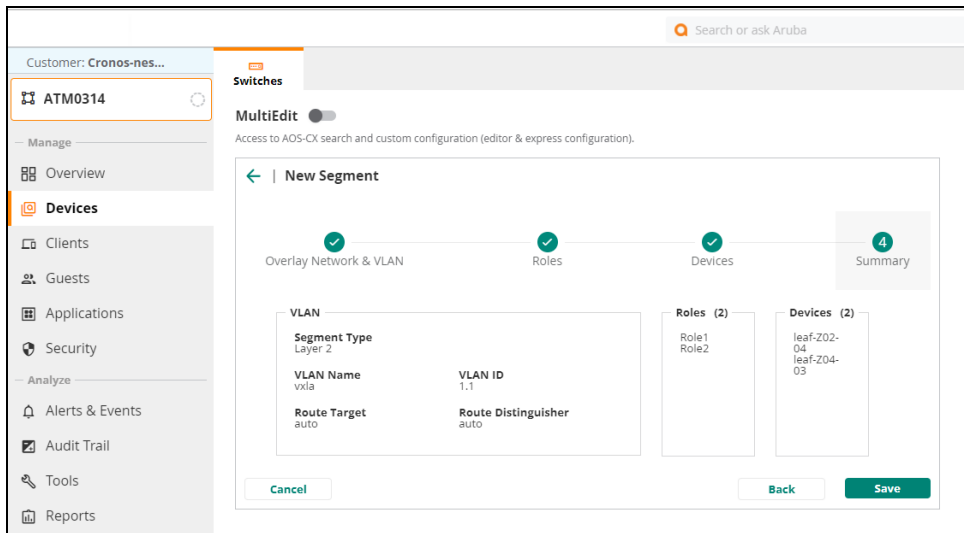 Search or ask Aruba
Customer: Cronos-nes...
ATM0314
Manage
Overview
Devices
Clients
Guests
Applications
Security
Analyze
Alerts & Events
Audit Trail
Tools
Reports
Switches
MultiEdit
Access to AOS-CX search and custom configuration (editor & express configuration).
New Segment
Overlay Network & VLAN
Roles
Devices
4
Summary
VLAN
Segment Type
Layer 2
VLAN Name VLAN ID
vxla 1.1
Route Target Route Distinguisher
auto auto
Roles (2)
Role1
Role2
Devices (2)
leaf-Z02-
04
leaf-Z04-
03
Cancel
Back
Save